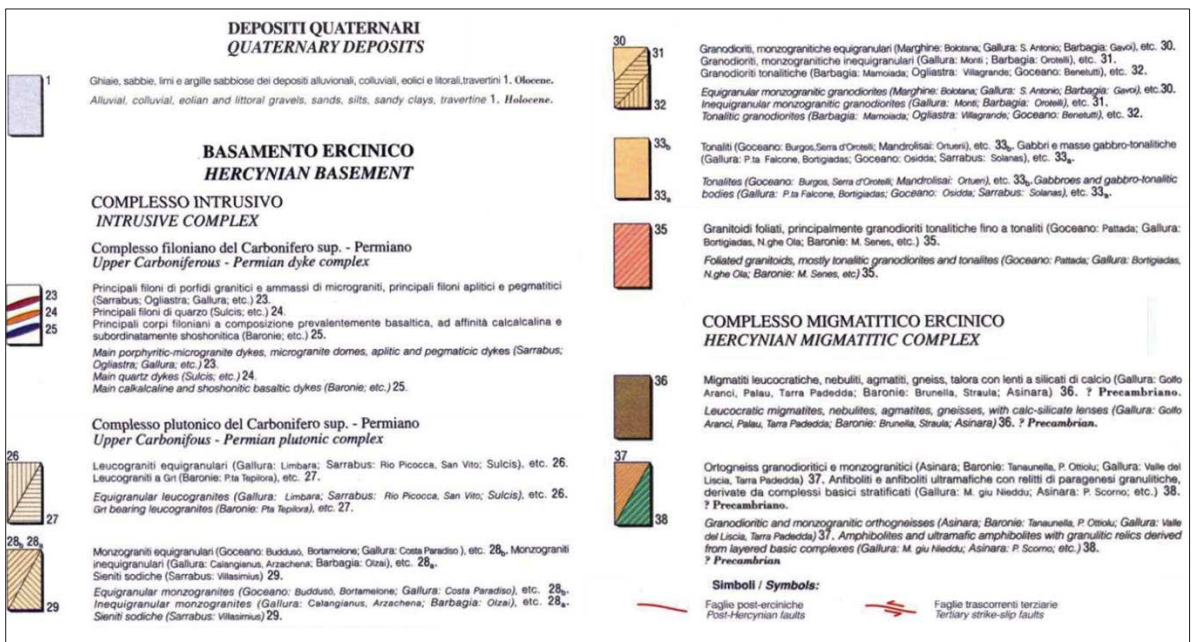 DEPOSITI QUATERNARI
QUATERNARY DEPOSITS
1
Ghiaie, sabbie, limi e argille sabbiose dei depositi alluvionali, colluviali, eolici e litorali,travertini 1. Olocene.
Alluvial, colluvial, eolian and littoral gravels, sands, silts, sandy clays, travertine 1. Holocene.
BASAMENTO ERCINICO
HERCYNIAN BASEMENT
COMPLESSO INTRUSIVO
INTRUSIVE COMPLEX
Complesso filoniano del Carbonifero sup. - Permiano
Upper Carboniferous - Permian dyke complex
23
24
25
Principali filoni di porfidi granitici e ammassi di micrograniti, principali filoni aplitici e pegmatitici
(Sarrabus; Ogliastra; Gallura; etc.) 23.
Principali filoni di quarzo (Sulcis; etc.) 24.
Principali corpi filoniani a composizione prevalentemente basaltica, ad affinità calcalcalina e
subordinatamente shoshonitica (Baronie; etc.) 25.
Main porphyritic-microgranite dykes, microgranite domes, aplitic and pegmaticic dykes (Sarrabus;
Ogliastra; Gallura; etc.) 23.
Main quartz dykes (Sulcis; etc.) 24.
Main calkalcaline and shoshonitic basaltic dykes (Baronie; etc.) 25.
Complesso plutonico del Carbonifero sup. - Permiano
Upper Carbonifous - Permian plutonic complex
26
27
Leucograniti equigranulari (Gallura: Limbara; Sarrabus: Rio Picocca, San Vito; Sulcis), etc. 26.
Leucograniti a Grt (Baronie: P.ta Tepilora), etc. 27.
Equigranular leucogranites (Gallura: Limbara; Sarrabus: Rio Picocca, San Vito; Sulcis), etc. 26.
Grt bearing leucogranites (Baronie: Pta Tepilora), etc. 27.
28b 28a
29
Monzograniti equigranulari (Goceano: Buddusò, Bortamelone; Gallura: Costa Paradiso ), etc. 28b. Monzograniti
inequigranulari (Gallura: Calangianus, Arzachena; Barbagia: Olzai), etc. 28a.
Sieniti sodiche (Sarrabus: Villasimius) 29.
Equigranular monzogranites (Goceano: Buddusò, Bortamelone; Gallura: Costa Paradiso), etc. 28b.
Inequigranular monzogranites (Gallura: Calangianus, Arzachena; Barbagia: Olzai), etc. 28a.
Sieniti sodiche (Sarrabus: Villasimius) 29.
30
31
32
Granodioriti, monzogranitiche equigranulari (Marghine: Bolotana; Gallura: S. Antonio; Barbagia: Gavoi), etc. 30.
Granodioriti, monzogranitiche inequigranulari (Gallura: Monti ; Barbagia: Orotelli), etc. 31.
Granodioriti tonalitiche (Barbagia: Mamoiada; Ogliastra: Villagrande; Goceano: Benetutti), etc. 32.
Equigranular monzogranitic granodiorites (Marghine: Bolotana; Gallura: S. Antonio; Barbagia: Gavoi), etc.30.
Inequigranular monzogranitic granodiorites (Gallura: Monti; Barbagia: Orotelli), etc. 31.
Tonalitic granodiorites (Barbagia: Mamoiada; Ogliastra: Villagrande; Goceano: Benetutti), etc. 32.
33b
33a
Tonaliti (Goceano: Burgos,Serra d'Orotelli; Mandrolisai: Ortueri), etc. 33b. Gabbri e masse gabbro-tonalitiche
(Gallura: P.ta Falcone, Bortigiadas; Goceano: Osidda; Sarrabus: Solanas), etc. 33a.
Tonalites (Goceano: Burgos, Serra d'Orotelli; Mandrolisai: Ortueri), etc. 33b. Gabbroes and gabbro-tonalitic
bodies (Gallura: P.ta Falcone, Bortigiadas; Goceano: Osidda; Sarrabus: Solanas), etc. 33a.
35
Granitoidi foliati, principalmente granodioriti tonalitiche fino a tonaliti (Goceano: Pattada; Gallura:
Bortigiadas, N.ghe Ola; Baronie: M. Senes, etc.) 35.
Foliated granitoids, mostly tonalitic granodiorites and tonalites (Goceano: Pattada; Gallura: Bortigiadas,
N.ghe Ola; Baronie: M. Senes, etc) 35.
COMPLESSO MIGMATITICO ERCINICO
HERCYNIAN MIGMATITIC COMPLEX
36
Migmatiti leucocratiche, nebuliti, agmatiti, gneiss, talora con lenti a silicati di calcio (Gallura: Golfo
Aranci, Palau, Tarra Padedda; Baronie: Brunella, Straula; Asinara) 36. ? Precambriano.
Leucocratic migmatites, nebulites, agmatites, gneisses, with calc-silicate lenses (Gallura: Golfo
Aranci, Palau, Tarra Padedda; Baronie: Brunella, Straula; Asinara) 36. ? Precambrian.
37
38
Ortogneiss granodioritici e monzogranitici (Asinara; Baronie: Tanaunella, P. Ottiolu; Gallura: Valle del
Liscia, Tarra Padedda) 37. Anfiboliti e anfiboliti ultramafiche con relitti di paragenesi granulitiche,
derivate da complessi basici stratificati (Gallura: M. giu Nieddu; Asinara: P. Scorno; etc.) 38.
? Precambriano.
Granodioritic and monzogranitic orthogneisses (Asinara; Baronie: Tanaunella, P. Ottiolu; Gallura: Valle
del Liscia, Tarra Padedda) 37. Amphibolites and ultramafic amphibolites with granulitic relics derived
from layered basic complexes (Gallura: M. giu Nieddu; Asinara: P. Scorno; etc.) 38.
? Precambrian
Simboli / Symbols:
Faglie post-erciniche
Post-Hercynian faults
Faglie trascorrenti terziarie
Tertiary strike-slip faults